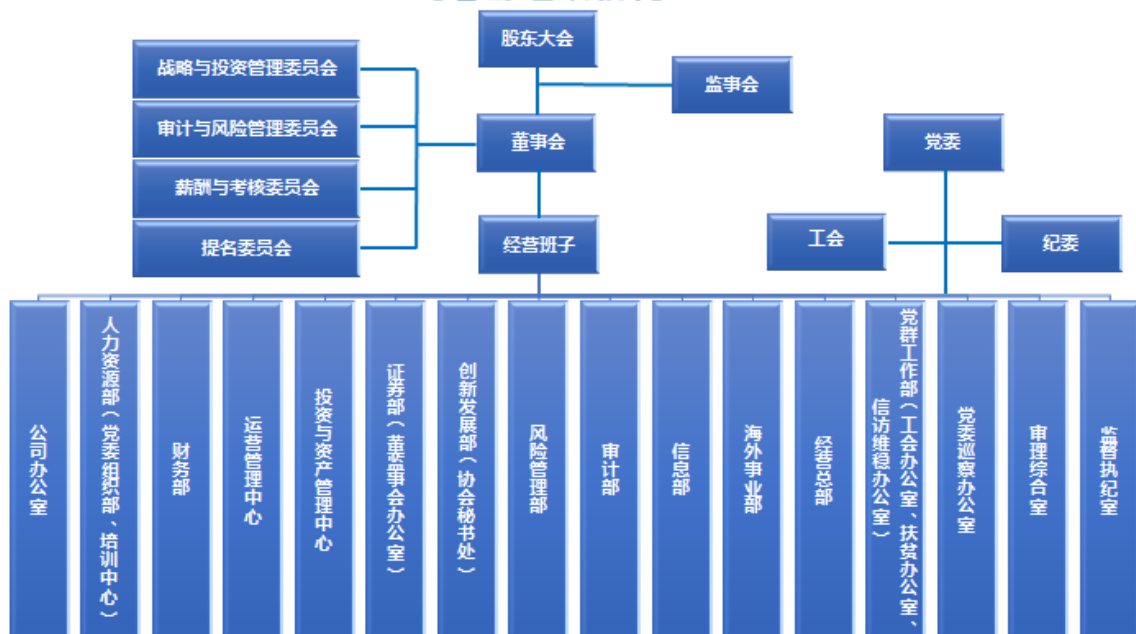 股东大会
战略与投资管理委员会
监事会
审计与风险管理委员会
董事会
党委
薪酬与考核委员会
提名委员会
经营班子
工会
纪委
公司办公室
人力资源部（党委组织部、培训中心）
财务部
运营管理中心
投资与资产管理中心
证券部（董监事会办公室）
创新发展部（协会秘书处）
风险管理部
审计部
信息部
海外事业部
经营总部
党群工作部（工会办公室、扶贫办公室、
信访维稳办公室）
党委巡察办公室
审理综合室
监督执纪室